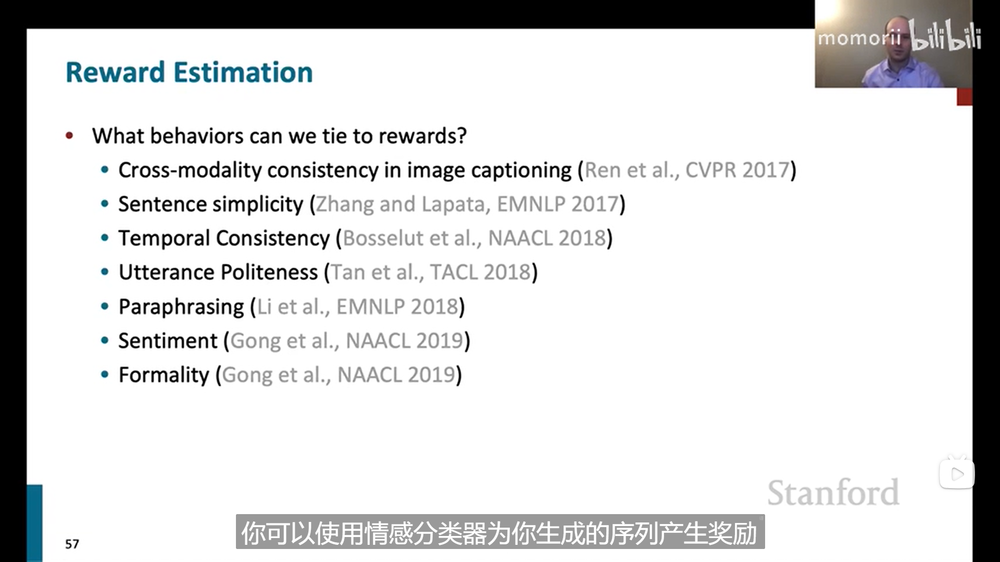 momorii bilibili
Reward Estimation
• What behaviors can we tie to rewards?
• Cross-modality consistency in image captioning (Ren et al., CVPR 2017)
• Sentence simplicity (Zhang and Lapata, EMNLP 2017)
• Temporal Consistency (Bosselut et al., NAACL 2018)
• Utterance Politeness (Tan et al., TACL 2018)
• Paraphrasing (Li et al., EMNLP 2018)
• Sentiment (Gong et al., NAACL 2019)
• Formality (Gong et al., NAACL 2019)
Stanford
你可以使用情感分类器为你生成的序列产生奖励
57